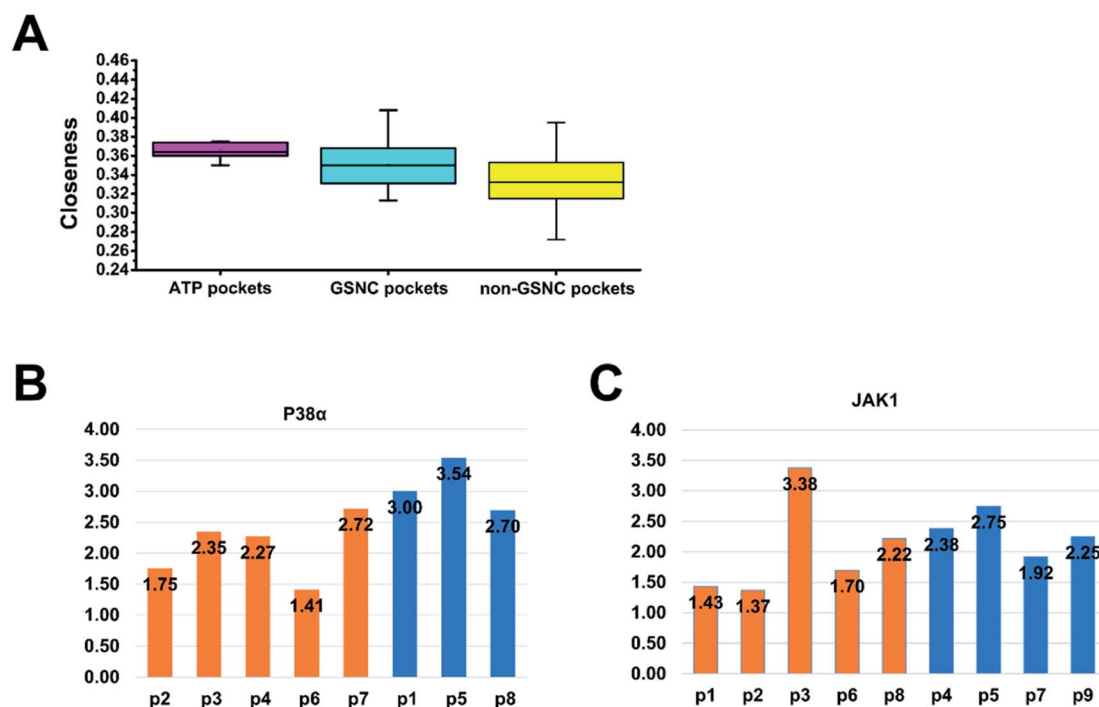 A
0.46
0.44
0.42
0.40
0.38
0.36
0.34
0.32
0.30
0.28
0.26
0.24
Closeness
ATP pockets GSNC pockets non-GSNC pockets
B
P38α
4.00
3.50
3.00
2.50
2.00
1.50
1.00
0.50
0.00
1.75 2.35 2.27 1.41 2.72 3.00 3.54 2.70
p2 p3 p4 p6 p7 p1 p5 p8
C
JAK1
4.00
3.50
3.00
2.50
2.00
1.50
1.00
0.50
0.00
1.43 1.37 3.38 1.70 2.22 2.38 2.75 1.92 2.25
p1 p2 p3 p6 p8 p4 p5 p7 p9